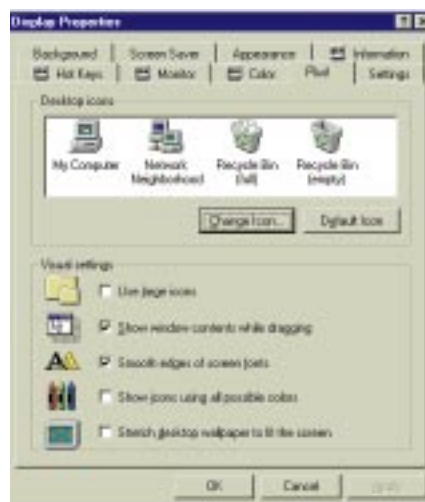 Display Properties
Background Screen Saver Appearance Information
Hot Keys Monitor Color Plus! Settings
Desktop icons
My Computer Network Neighborhood Recycle Bin (full) Recycle Bin (empty)
Change Icon... Default Icon
Visual settings
Use large icons
Show window contents while dragging
Smooth edges of screen fonts
Show icons using all possible colors
Stretch desktop wallpaper to fit the screen
OK Cancel Apply